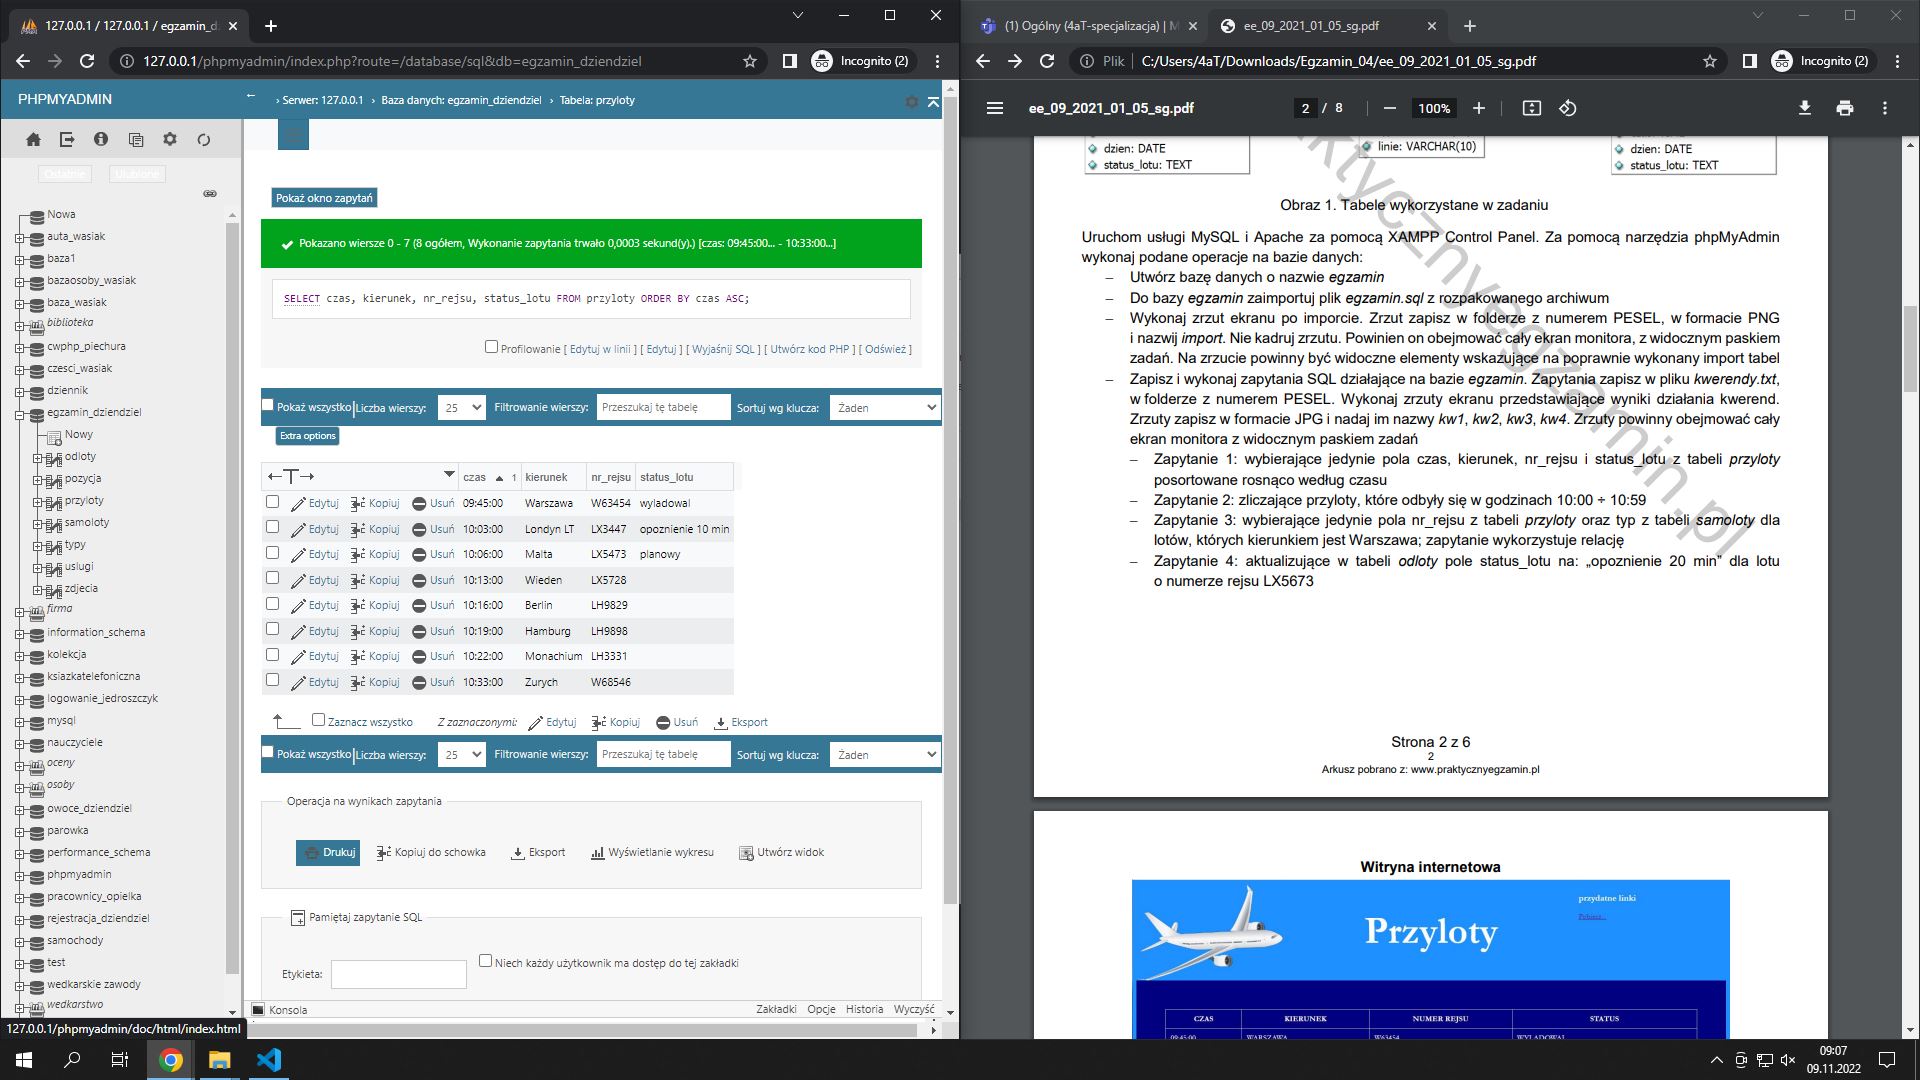 127.0.0.1 / 127.0.0.1 / egzamin_d
127.0.0.1/phpmyadmin/index.php?route=/database/sql&db=egzamin_dziendziel
Incognito (2)
PHPMYADMIN
Ostatnie
Ulubione
Nowa
auta_wasiak
baza1
bazaosoby_wasiak
baza_wasiak
biblioteka
cwphp_piechura
czesci_wasiak
dziennik
egzamin_dziendziel
Nowy
odloty
pozycja
przyloty
samoloty
typy
uslugi
zdjecia
firma
information_schema
kolekcja
ksiazkatelefoniczna
logowanie_jedroszczyk
mysql
nauczyciele
oceny
osoby
owoce_dziendziel
parowka
performance_schema
phpmyadmin
pracownicy_opielka
rejestracja_dziendziel
samochody
test
wedkarskie zawody
wedkarstwo
127.0.0.1/phpmyadmin/doc/html/index.html
← › Serwer: 127.0.0.1 › Baza danych: egzamin_dziendziel › Tabela: przyloty
Pokaż okno zapytań
Pokazano wiersze 0 - 7 (8 ogółem, Wykonanie zapytania trwało 0,0003 sekund(y).) [czas: 09:45:00... - 10:33:00...]
SELECT czas, kierunek, nr_rejsu, status_lotu FROM przyloty ORDER BY czas ASC;
Profilowanie [ Edytuj w linii ] [ Edytuj ] [ Wyjaśnij SQL ] [ Utwórz kod PHP ] [ Odśwież ]
Pokaż wszystko Liczba wierszy: 25 Filtrowanie wierszy: Przeszukaj tę tabelę Sortuj wg klucza: Żaden
Extra options
czas 1 kierunek nr_rejsu status_lotu
Edytuj Kopiuj Usuń 09:45:00 Warszawa W63454 wyladowal
Edytuj Kopiuj Usuń 10:03:00 Londyn LT LX3447 opoznienie 10 min
Edytuj Kopiuj Usuń 10:06:00 Malta LX5473 planowy
Edytuj Kopiuj Usuń 10:13:00 Wieden LX5728
Edytuj Kopiuj Usuń 10:16:00 Berlin LH9829
Edytuj Kopiuj Usuń 10:19:00 Hamburg LH9898
Edytuj Kopiuj Usuń 10:22:00 Monachium LH3331
Edytuj Kopiuj Usuń 10:33:00 Zurych W68546
Zaznacz wszystko Z zaznaczonymi: Edytuj Kopiuj Usuń Eksport
Pokaż wszystko Liczba wierszy: 25 Filtrowanie wierszy: Przeszukaj tę tabelę Sortuj wg klucza: Żaden
Operacja na wynikach zapytania
Drukuj Kopiuj do schowka Eksport Wyświetlanie wykresu Utwórz widok
Pamiętaj zapytanie SQL
Etykieta: Niech każdy użytkownik ma dostęp do tej zakładki
Konsola Zakładki Opcje Historia Wyczyść
(1) Ogólny (4aT-specjalizacja) | M
ee_09_2021_01_05_sg.pdf
Plik | C:/Users/4aT/Downloads/Egzamin_04/ee_09_2021_01_05_sg.pdf
Incognito (2)
ee_09_2021_01_05_sg.pdf 2 / 8 100%
dzien: DATE
status_lotu: TEXT
linie: VARCHAR(10)
dzien: DATE
status_lotu: TEXT
Obraz 1. Tabele wykorzystane w zadaniu
Uruchom usługi MySQL i Apache za pomocą XAMPP Control Panel. Za pomocą narzędzia phpMyAdmin
wykonaj podane operacje na bazie danych:
– Utwórz bazę danych o nazwie egzamin
– Do bazy egzamin zaimportuj plik egzamin.sql z rozpakowanego archiwum
– Wykonaj zrzut ekranu po imporcie. Zrzut zapisz w folderze z numerem PESEL, w formacie PNG
i nazwij import. Nie kadruj zrzutu. Powinien on obejmować cały ekran monitora, z widocznym paskiem
zadań. Na zrzucie powinny być widoczne elementy wskazujące na poprawnie wykonany import tabel
– Zapisz i wykonaj zapytania SQL działające na bazie egzamin. Zapytania zapisz w pliku kwerendy.txt,
w folderze z numerem PESEL. Wykonaj zrzuty ekranu przedstawiające wyniki działania kwerend.
Zrzuty zapisz w formacie JPG i nadaj im nazwy kw1, kw2, kw3, kw4. Zrzuty powinny obejmować cały
ekran monitora z widocznym paskiem zadań
– Zapytanie 1: wybierające jedynie pola czas, kierunek, nr_rejsu i status_lotu z tabeli przyloty
posortowane rosnąco według czasu
– Zapytanie 2: zliczające przyloty, które odbyły się w godzinach 10:00 ÷ 10:59
– Zapytanie 3: wybierające jedynie pola nr_rejsu z tabeli przyloty oraz typ z tabeli samoloty dla
lotów, których kierunkiem jest Warszawa; zapytanie wykorzystuje relację
– Zapytanie 4: aktualizujące w tabeli odloty pole status_lotu na: „opoznienie 20 min” dla lotu
o numerze rejsu LX5673
aktycznyegzamin.pl
Strona 2 z 6
2
Arkusz pobrano z: www.praktycznyegzamin.pl
Witryna internetowa
Przyloty
przydatne linki
Pobierz...
CZAS KIERUNEK NUMER REJSU STATUS
09:45:00 WARSZAWA W63454 WYLADOWAL
09:07
09.11.2022